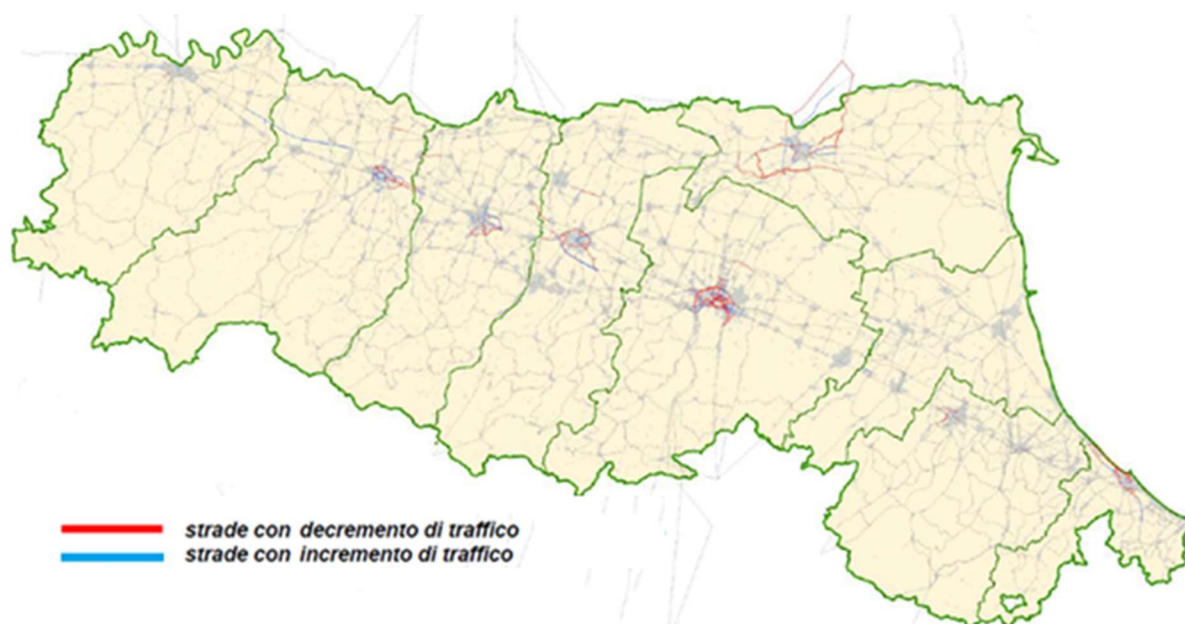 strade con decremento di traffico
strade con incremento di traffico